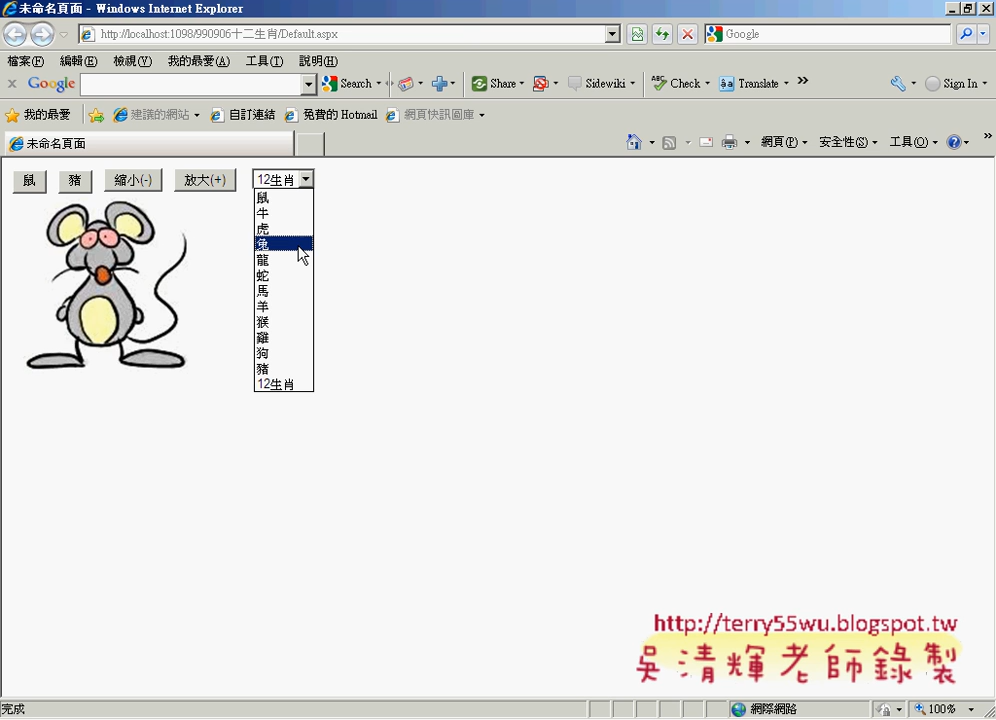 未命名頁面 - Windows Internet Explorer
http://localhost:1098/990906十二生肖/Default.aspx
Google
檔案(F) 編輯(E) 檢視(V) 我的最愛(A) 工具(T) 說明(H)
x Google Search Share Sidewiki Check Translate » Sign In
我的最愛 建議的網站 自訂連結 免費的 Hotmail 網頁快訊圖庫
未命名頁面 網頁(P) 安全性(S) 工具(O) »
鼠 豬 縮小(-) 放大(+) 12生肖
鼠
牛
虎
兔
龍
蛇
馬
羊
猴
雞
狗
豬
12生肖
http://terry55wu.blogspot.tw
吳清輝老師錄製
完成 網際網路 100%